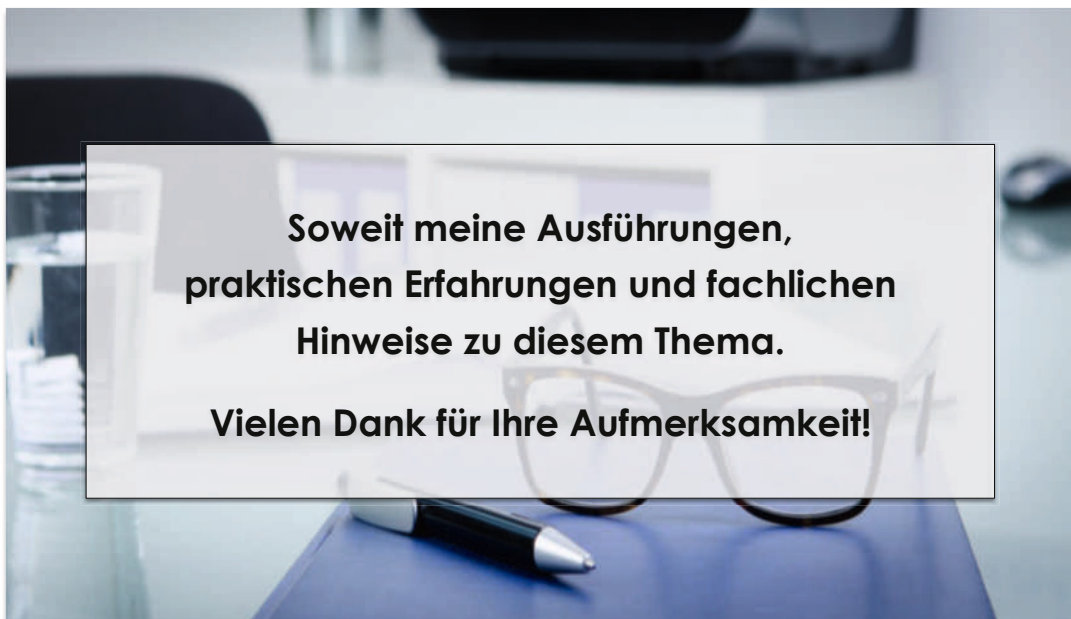 Soweit meine Ausführungen,
praktischen Erfahrungen und fachlichen
Hinweise zu diesem Thema.
Vielen Dank für Ihre Aufmerksamkeit!